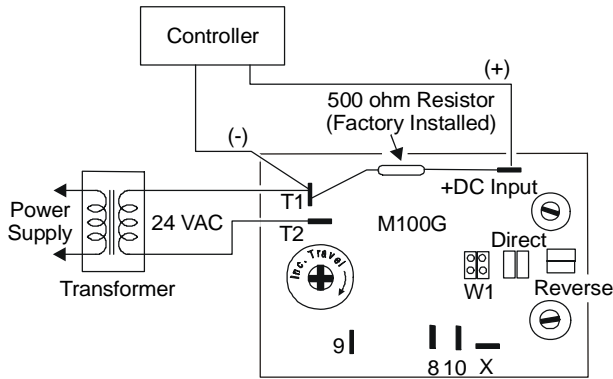 Controller
(+)
500 ohm Resistor
(Factory Installed)
(-)
T1
+DC Input
Power
Supply
24 VAC
T2
M100G
Transformer
Inc. Travel
Direct
W1
Reverse
9
8 10 X